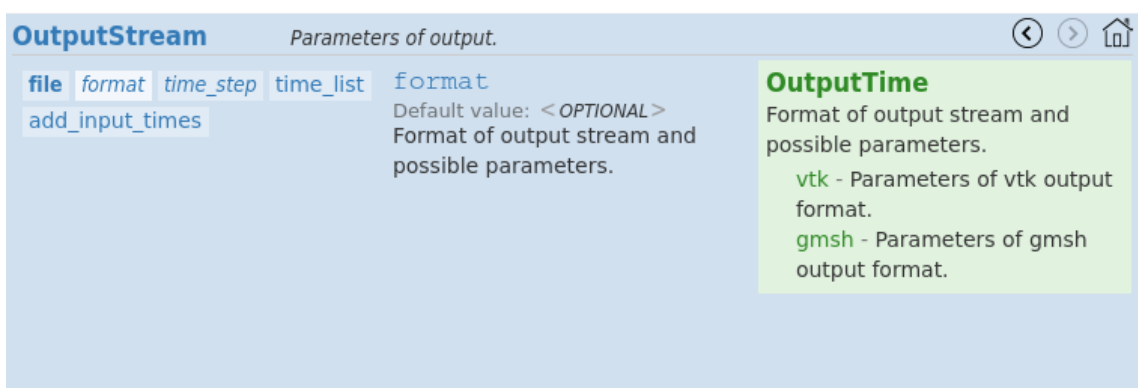 OutputStream Parameters of output.
file format time_step time_list
add_input_times
format
Default value: <OPTIONAL>
Format of output stream and
possible parameters.
OutputTime
Format of output stream and
possible parameters.
vtk - Parameters of vtk output
format.
gmsh - Parameters of gmsh
output format.